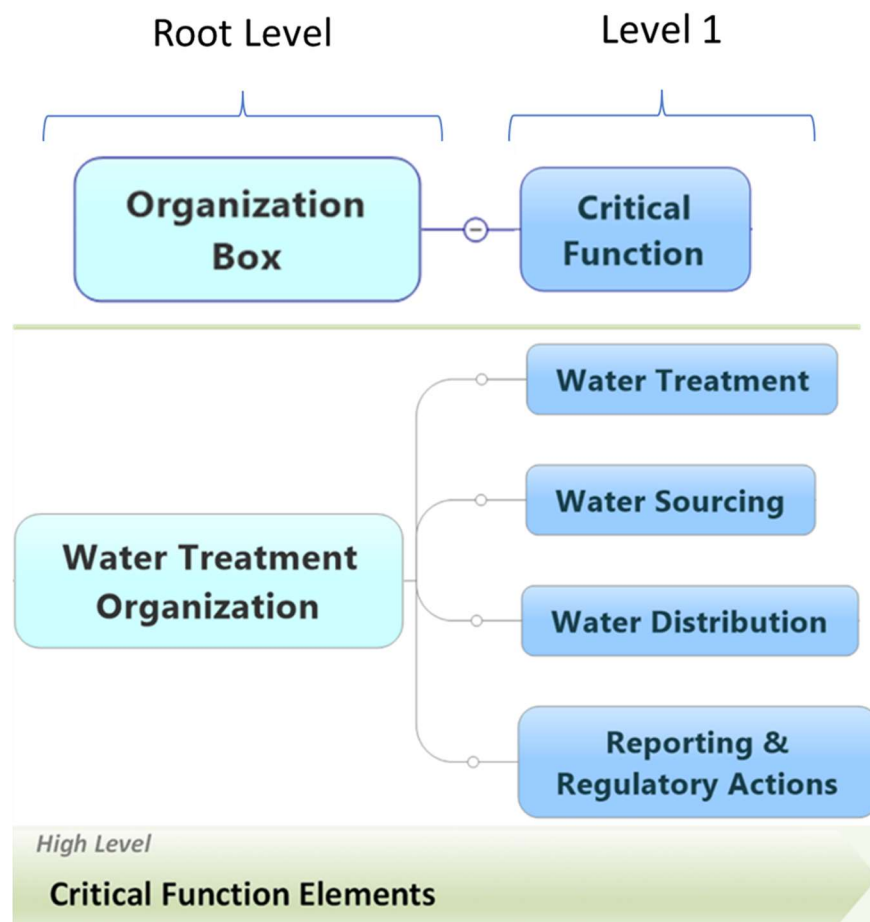 Root Level
Level 1
Organization
Box
Critical
Function
Water Treatment
Water Sourcing
Water Treatment
Organization
Water Distribution
Reporting &
Regulatory Actions
High Level
Critical Function Elements